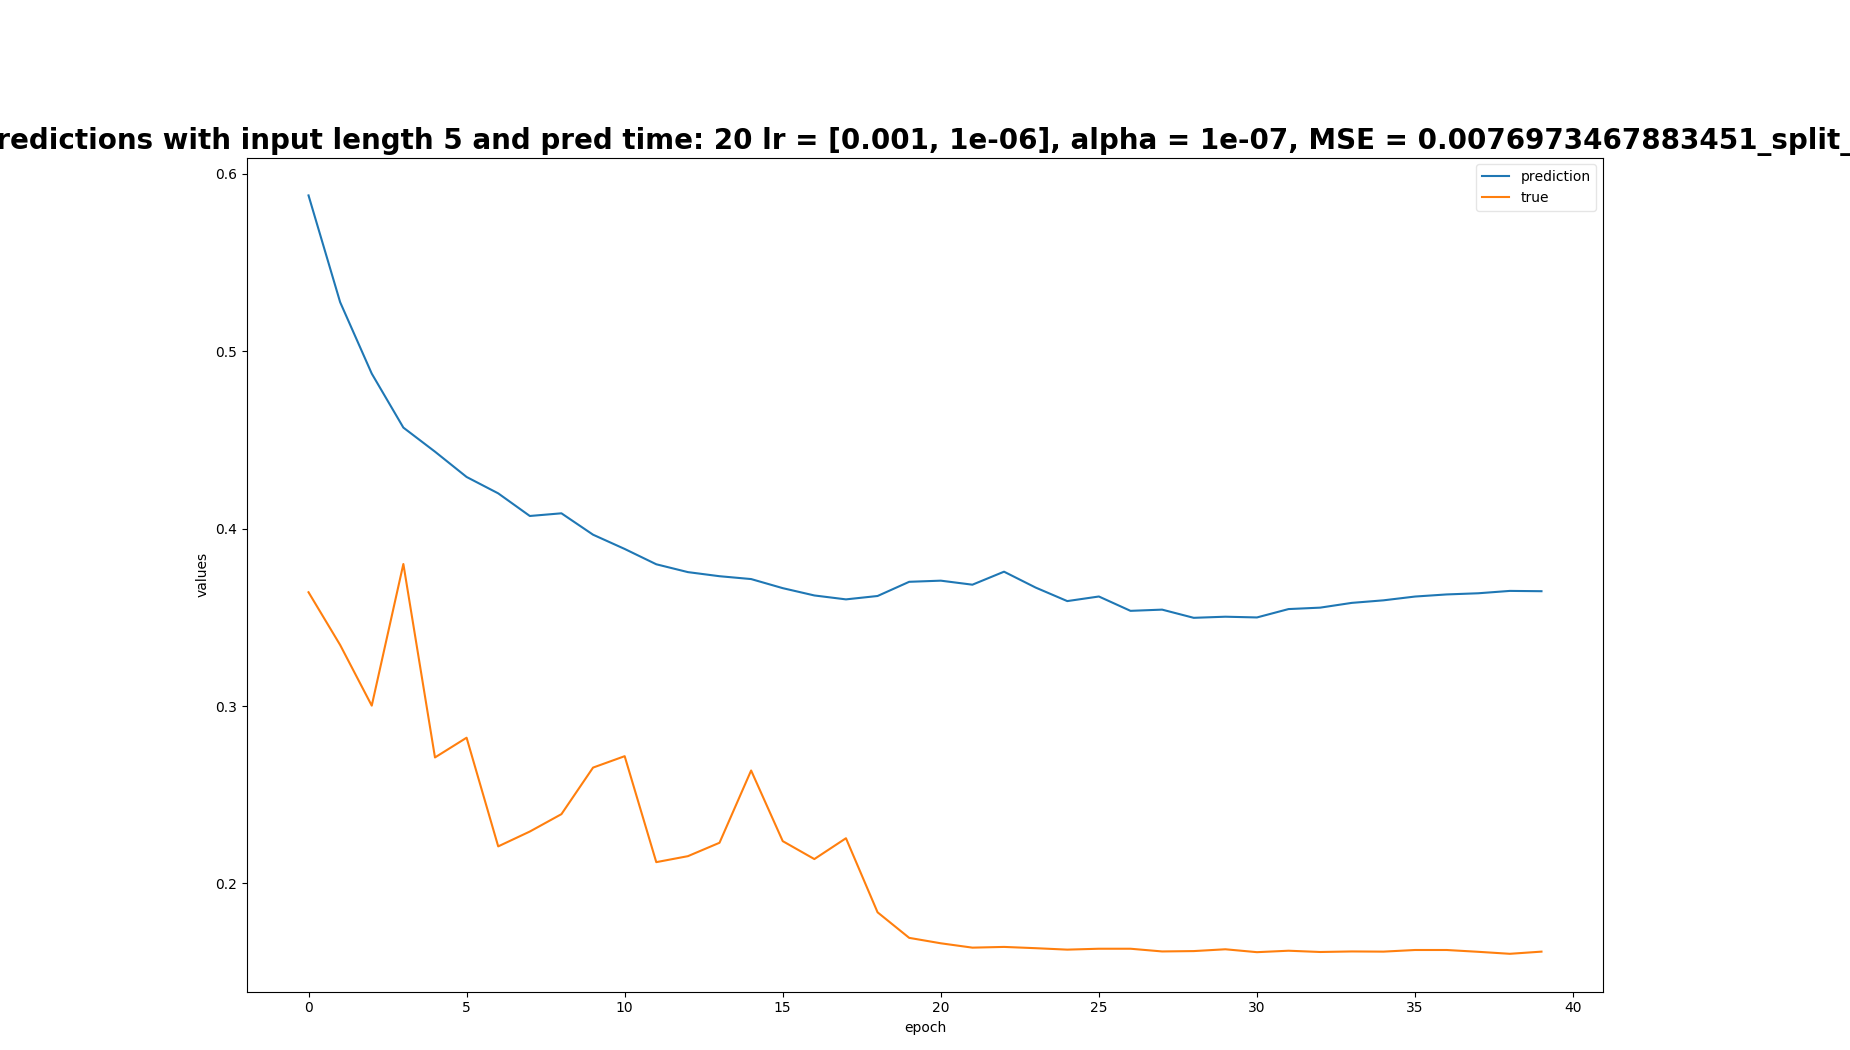 redictions with input length 5 and pred time: 20 lr = [0.001, 1e-06], alpha = 1e-07, MSE = 0.0076973467883451_split_
prediction
true
0.6
0.5
0.4
0.3
0.2
values
0 5 10 15 20 25 30 35 40
epoch